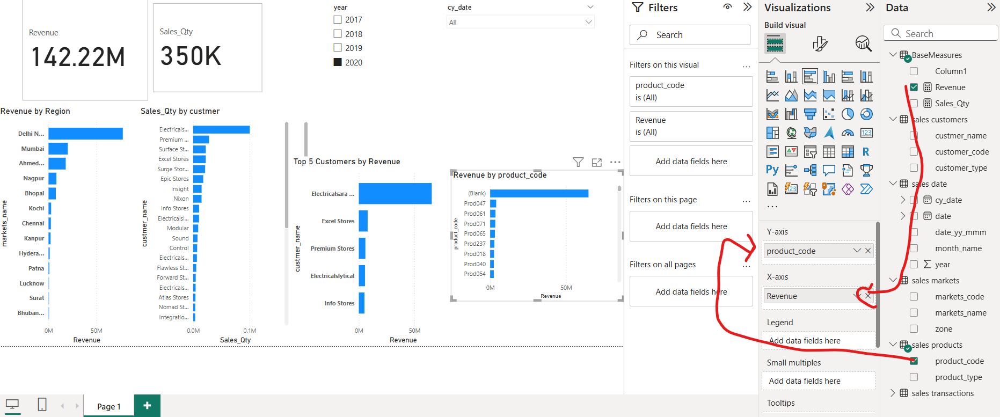 Revenue
142.22M
Sales_Qty
350K
year
2017
2018
2019
2020
cy_date
All
Revenue by Region
markets_name
Delhi N...
Mumbai
Ahmed...
Nagpur
Bhopal
Kochi
Chennai
Kanpur
Hydera...
Patna
Lucknow
Surat
Bhuban...
0M
50M
Revenue
Sales_Qty by custmer
custmer_name
Electricals...
Premium ...
Surface St...
Excel Stores
Surge Stor...
Epic Stores
Insight
Nixon
Info Stores
Electricalsl...
Modular
Sound
Control
Electricals...
Flawless St...
Forward St...
Electricals...
Atlas Stores
Nomad St...
Integratio...
0.0M
0.1M
Sales_Qty
Top 5 Customers by Revenue
custmer_name
Electricalsara ...
Excel Stores
Premium Stores
Electricalslytical
Info Stores
0M
50M
Revenue
Revenue by product_code
product_code
(Blank)
Prod047
Prod061
Prod071
Prod065
Prod237
Prod018
Prod040
Prod054
0M
50M
Revenue
Page 1
Filters
Search
Filters on this visual
product_code
is (All)
Revenue
is (All)
Add data fields here
Filters on this page
Add data fields here
Filters on all pages
Add data fields here
Visualizations
Build visual
123
R
Py
123
Y-axis
product_code
X-axis
Revenue
Legend
Add data fields here
Small multiples
Add data fields here
Tooltips
Data
Search
BaseMeasures
Column1
Revenue
Sales_Qty
sales customers
custmer_name
customer_code
customer_type
sales date
cy_date
date
date_yy_mmm
month_name
year
sales markets
markets_code
markets_name
zone
sales products
product_code
product_type
sales transactions